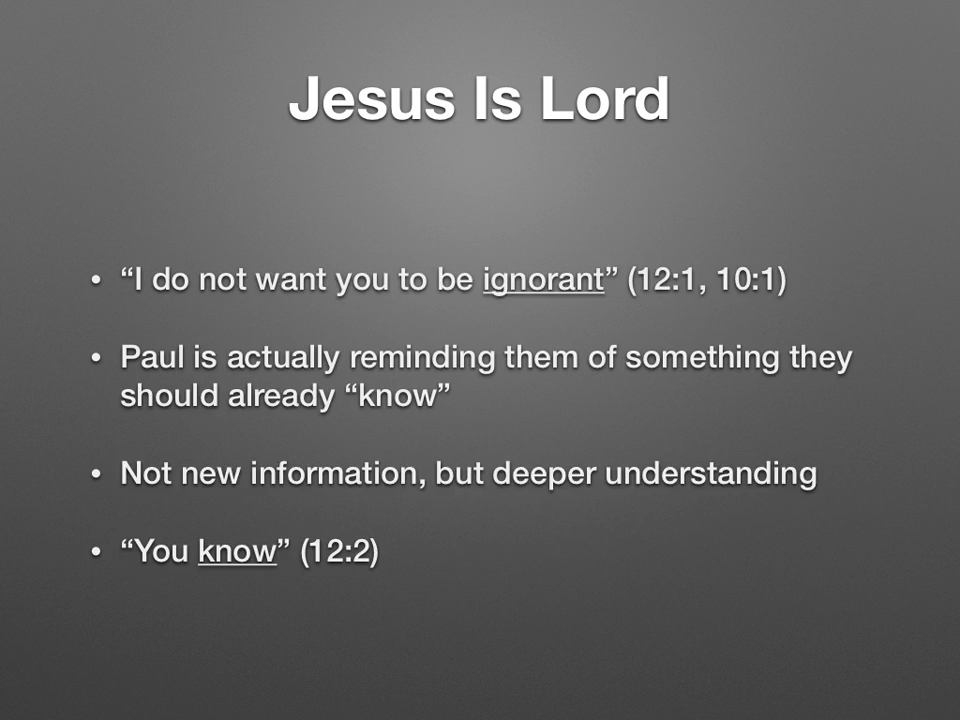 Jesus Is Lord
• “I do not want you to be ignorant” (12:1, 10:1)
• Paul is actually reminding them of something they
should already “know”
• Not new information, but deeper understanding
• “You know” (12:2)